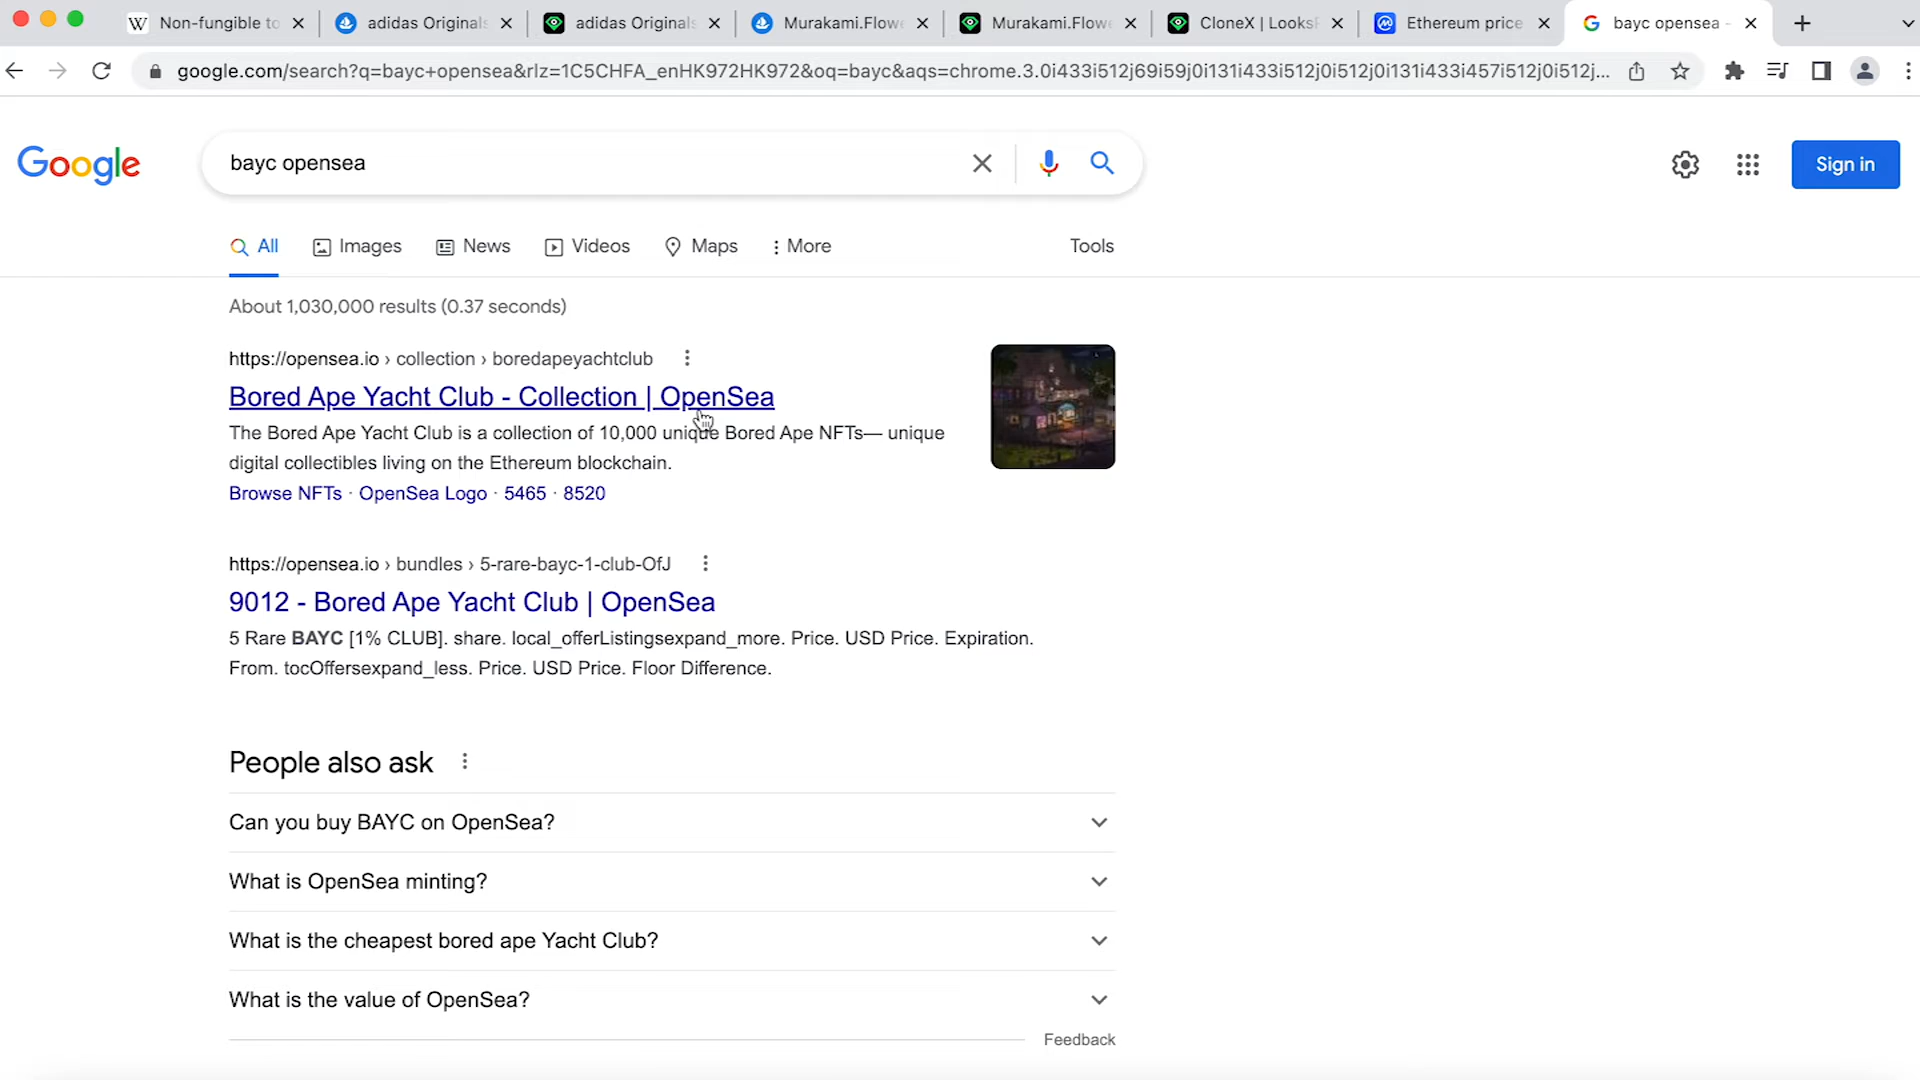 Non-fungible to
adidas Originals
adidas Originals
Murakami.Flowe
Murakami.Flowe
CloneX | LooksR
Ethereum price
bayc opensea -
google.com/search?q=bayc+opensea&rlz=1C5CHFA_enHK972HK972&oq=bayc&aqs=chrome.3.0i433i512j69i59j0i131i433i512j0i512j0i131i433i457i512j0i512j...
Google
bayc opensea
Sign in
All
Images
News
Videos
Maps
More
Tools
About 1,030,000 results (0.37 seconds)
https://opensea.io › collection › boredapeyachtclub
Bored Ape Yacht Club - Collection | OpenSea
The Bored Ape Yacht Club is a collection of 10,000 unique Bored Ape NFTs— unique
digital collectibles living on the Ethereum blockchain.
Browse NFTs · OpenSea Logo · 5465 · 8520
https://opensea.io › bundles › 5-rare-bayc-1-club-OfJ
9012 - Bored Ape Yacht Club | OpenSea
5 Rare BAYC [1% CLUB]. share. local_offerListingsexpand_more. Price. USD Price. Expiration.
From. tocOffersexpand_less. Price. USD Price. Floor Difference.
People also ask
Can you buy BAYC on OpenSea?
What is OpenSea minting?
What is the cheapest bored ape Yacht Club?
What is the value of OpenSea?
Feedback